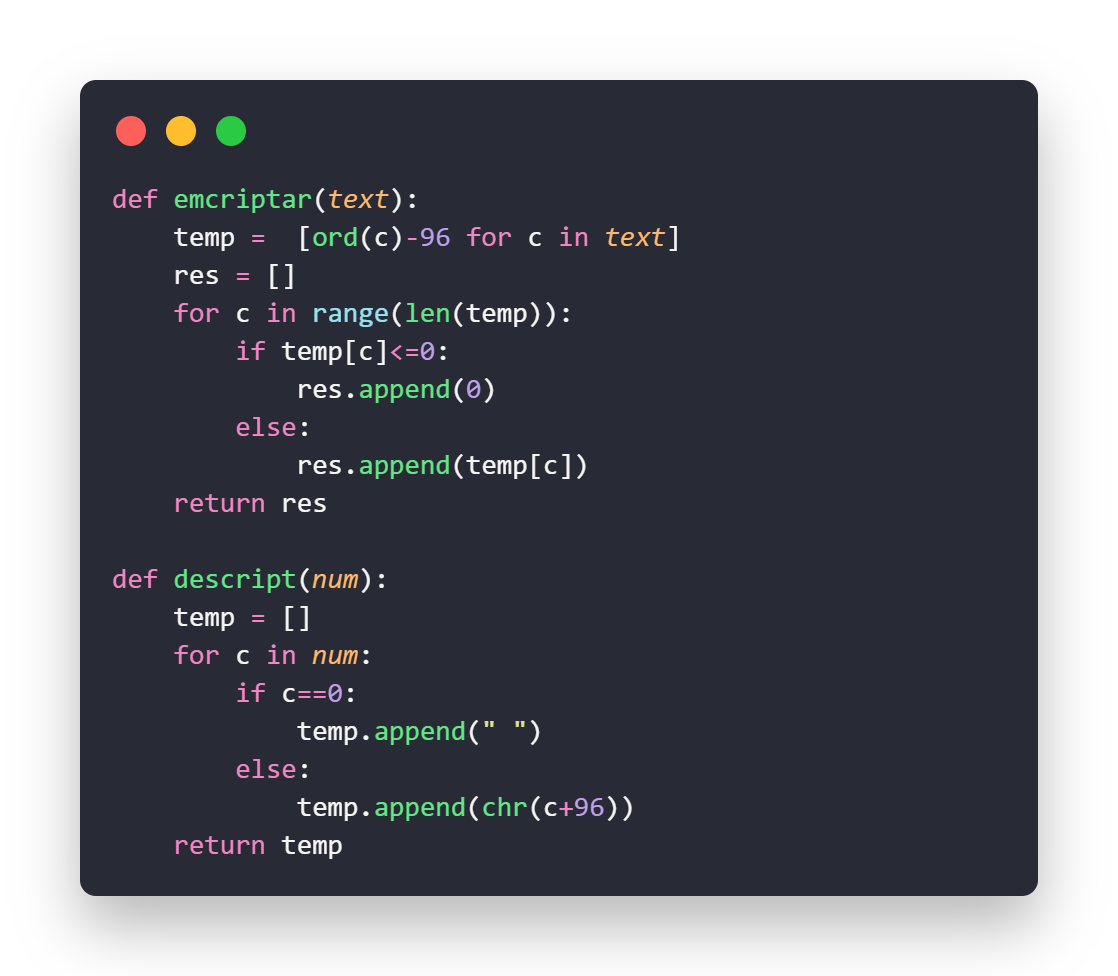 def emcriptar(text):
    temp =  [ord(c)-96 for c in text]
    res = []
    for c in range(len(temp)):
        if temp[c]<=0:
            res.append(0)
        else:
            res.append(temp[c])
    return res

def descript(num):
    temp = []
    for c in num:
        if c==0:
            temp.append(" ")
        else:
            temp.append(chr(c+96))
    return temp